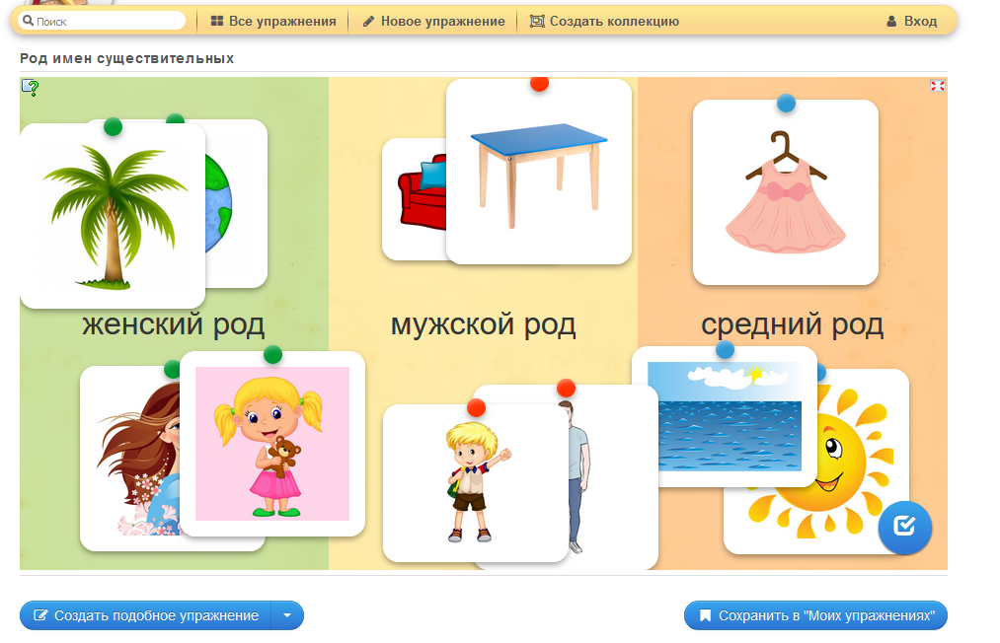 Поиск
Все упражнения
Новое упражнение
Создать коллекцию
Вход
Род имен существительных
женский род
мужской род
средний род
Создать подобное упражнение
Сохранить в "Моих упражнениях"